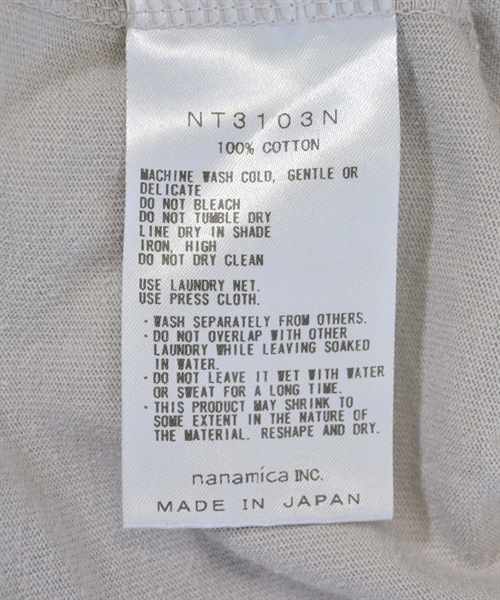 NT3103N
100% COTTON
MACHINE WASH COLD, GENTLE OR
DELICATE
DO NOT BLEACH
DO NOT TUMBLE DRY
LINE DRY IN SHADE
IRON, HIGH
DO NOT DRY CLEAN
USE LAUNDRY NET.
USE PRESS CLOTH.
・WASH SEPARATELY FROM OTHERS.
・DO NOT OVERLAP WITH OTHER
LAUNDRY WHILE LEAVING SOAKED
IN WATER.
・DO NOT LEAVE IT WET WITH WATER
OR SWEAT FOR A LONG TIME.
・THIS PRODUCT MAY SHRINK TO
SOME EXTENT IN THE NATURE OF
THE MATERIAL. RESHAPE AND DRY.
nanamica INC.
MADE IN JAPAN